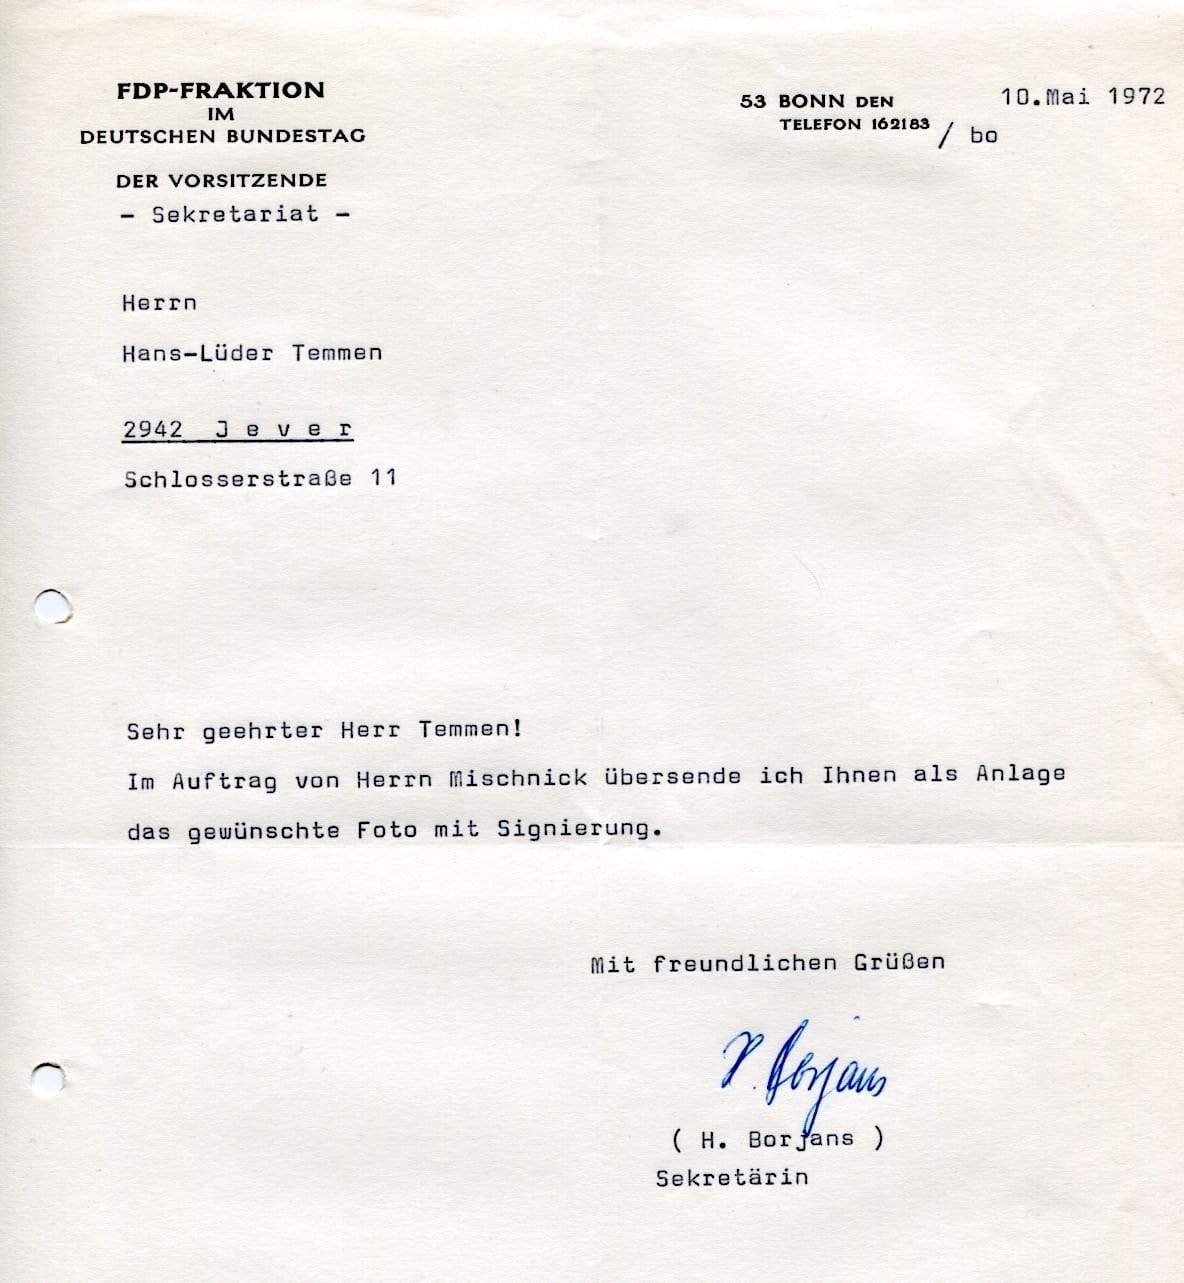 FDP-FRAKTION
IM
DEUTSCHEN BUNDESTAG
DER VORSITZENDE
- Sekretariat -
53 BONN DEN 10.Mai 1972
TELEFON 162183 / bo
Herrn
Hans-Lüder Temmen
2942 J e v e r
Schlosserstraße 11
Sehr geehrter Herr Temmen!
Im Auftrag von Herrn Mischnick übersende ich Ihnen als Anlage
das gewünschte Foto mit Signierung.
Mit freundlichen Grüßen
H. Borjans
( H. Borjans )
Sekretärin